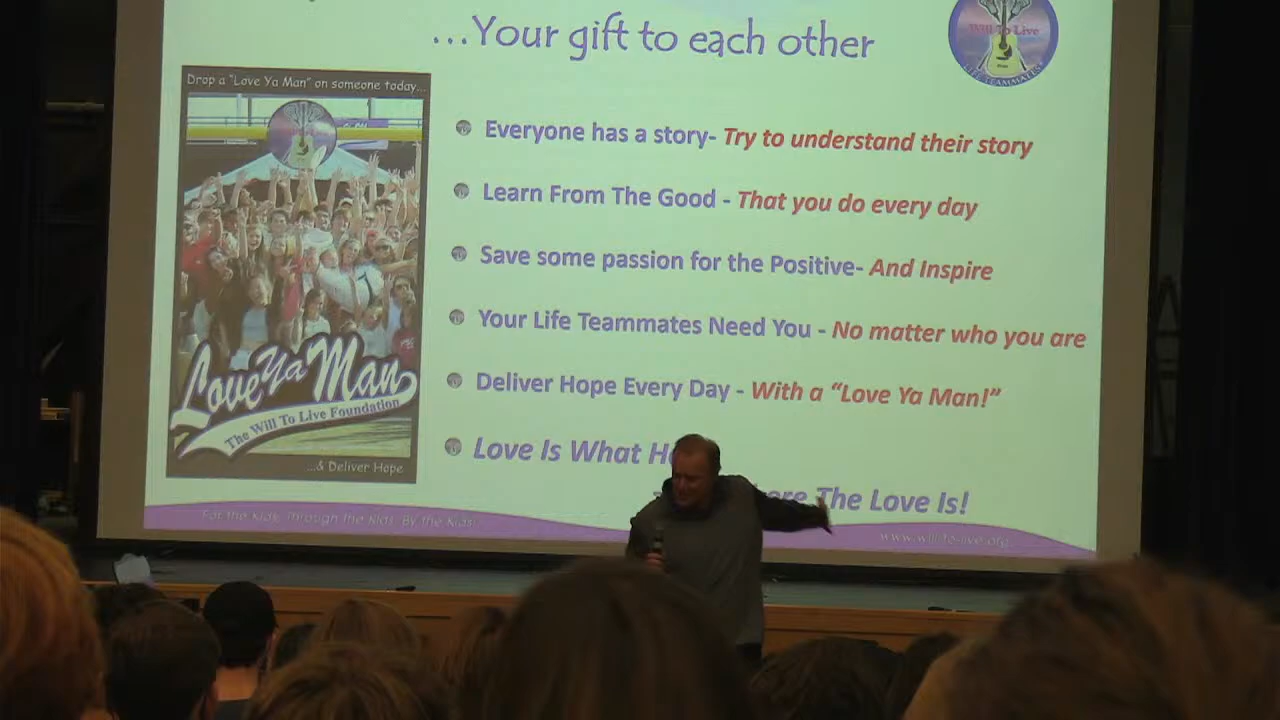 ...Your gift to each other
Will To Live
LIFE TEAMMATES
Drop a "Love Ya Man" on someone today...
Love Ya Man
The Will To Live Foundation
...& Deliver Hope
Everyone has a story- Try to understand their story
Learn From The Good - That you do every day
Save some passion for the Positive- And Inspire
Your Life Teammates Need You - No matter who you are
Deliver Hope Every Day - With a “Love Ya Man!”
Love Is What
The Love Is!
For the Kids, Through the Kids, By the Kids!
www.will-to-live.org